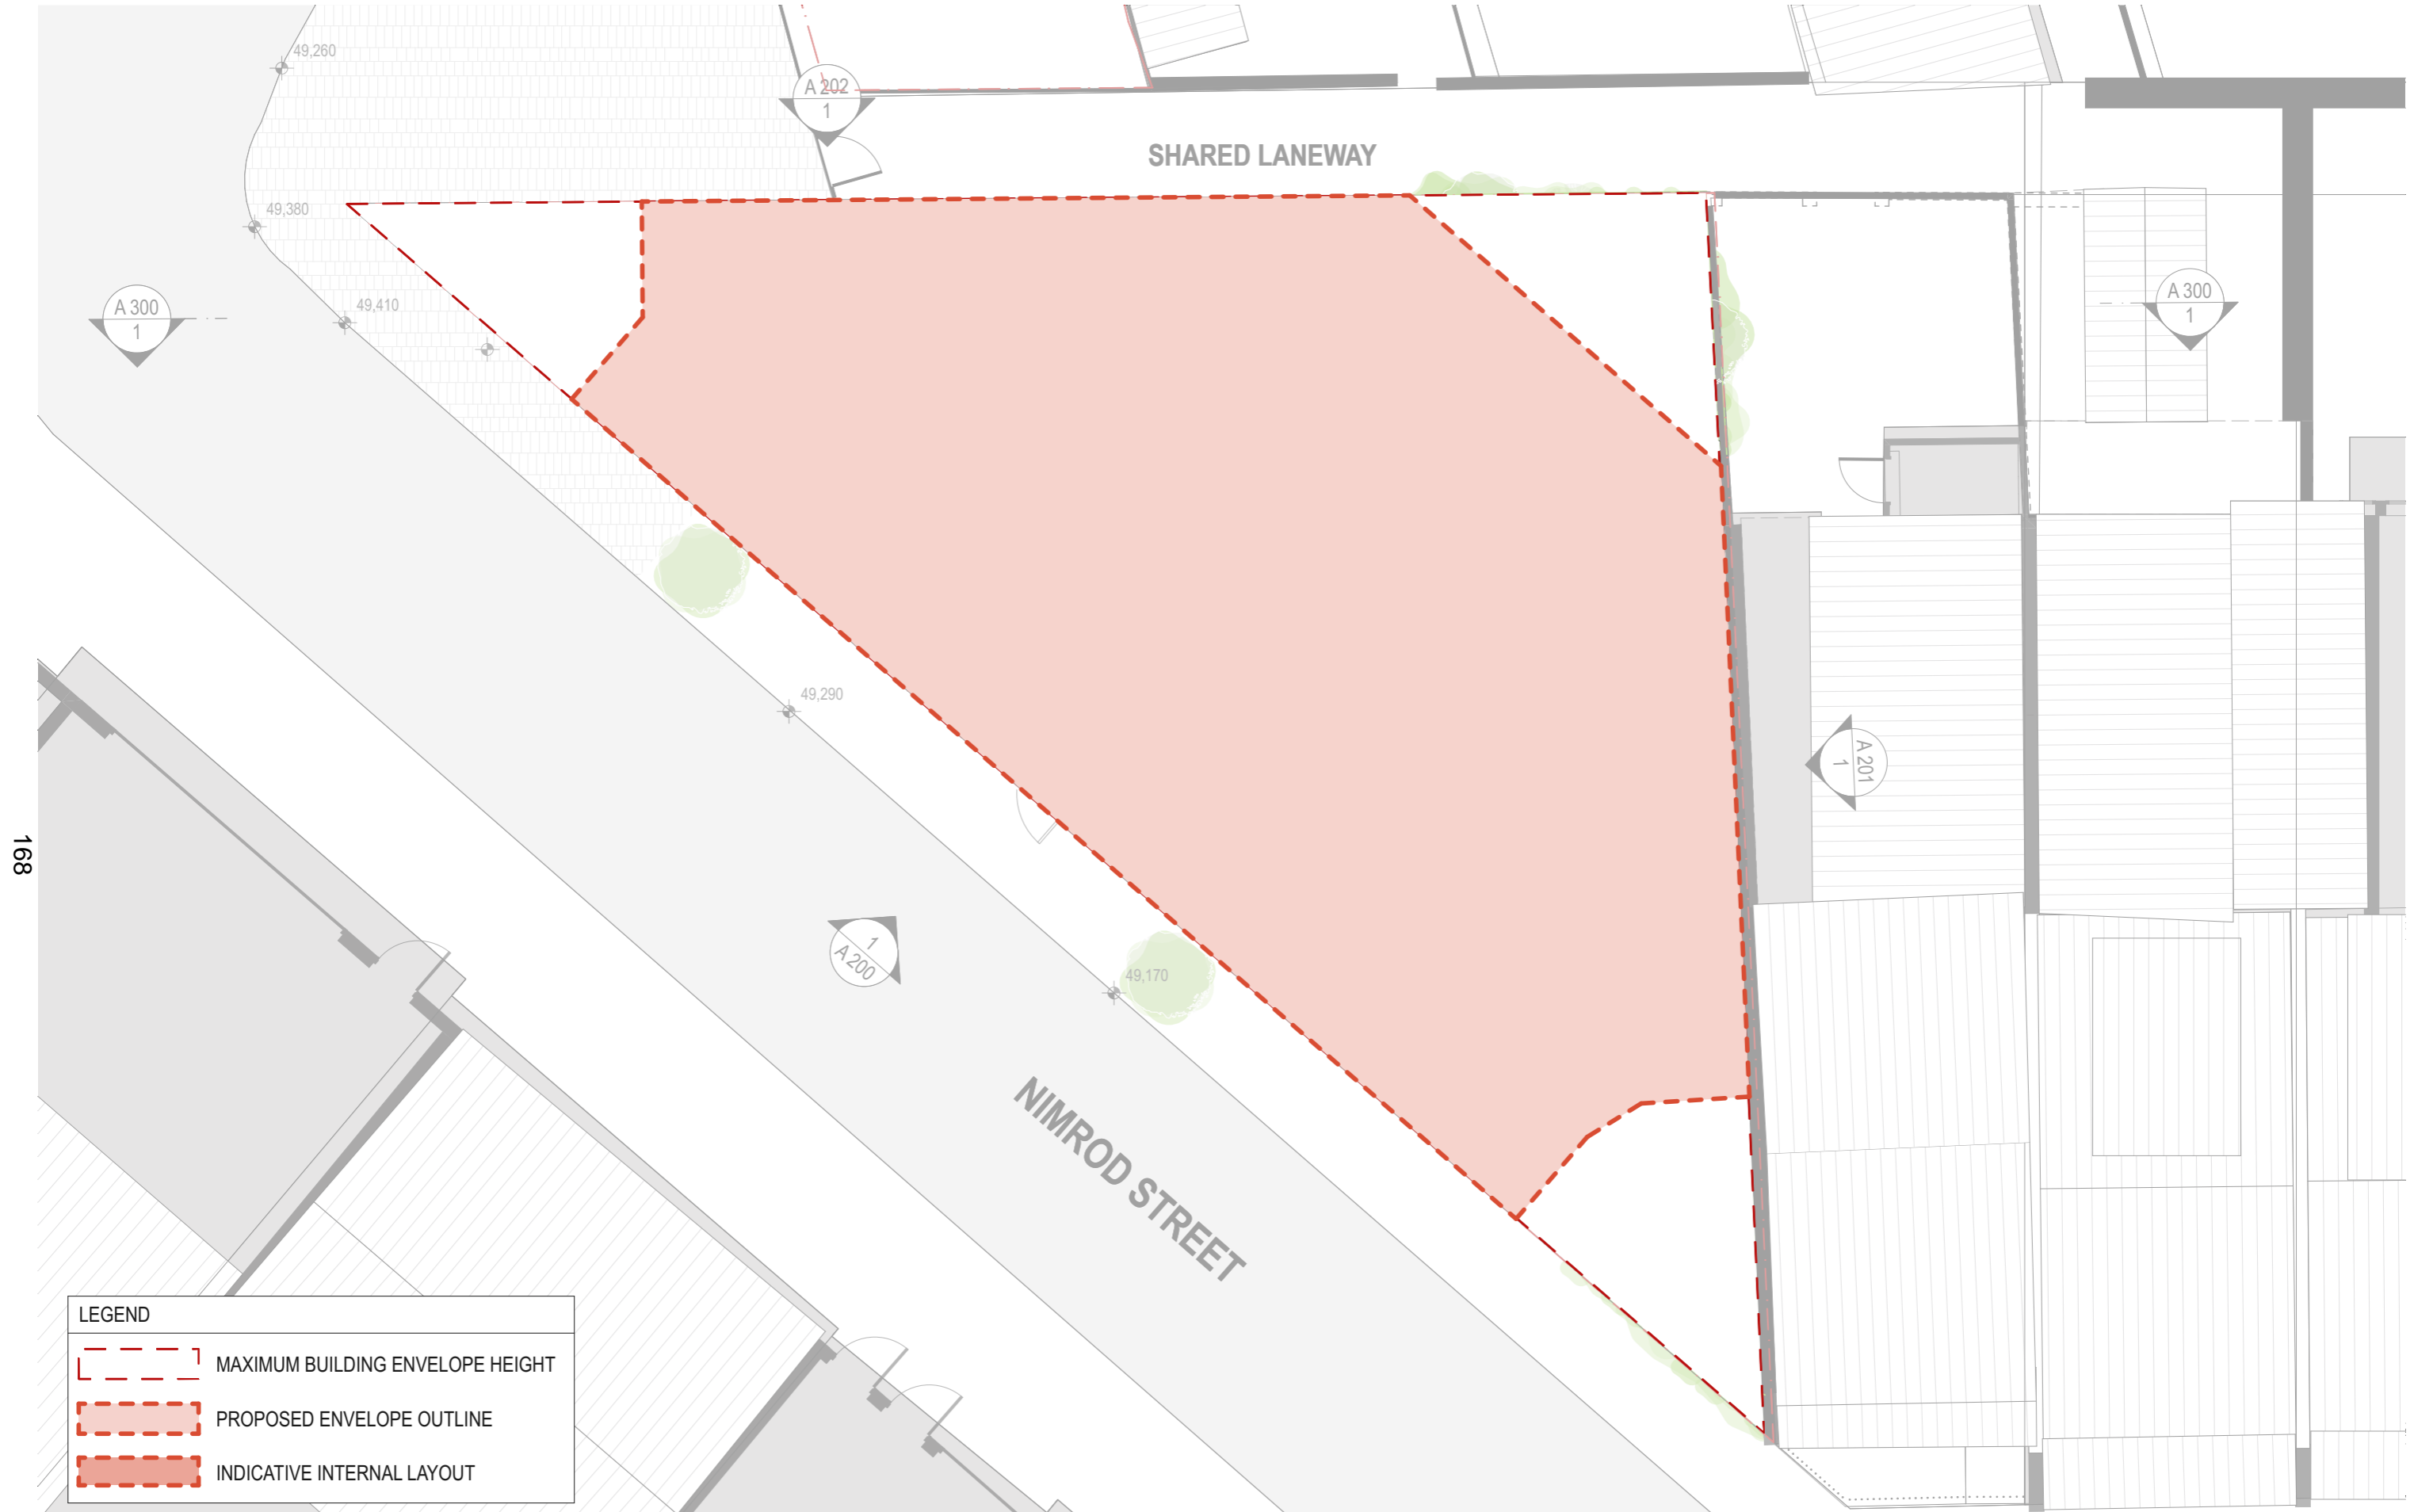 49,260
A 202
1
SHARED LANEWAY
49,380
A 300
1
49,410
A 300
1
49,290
A 201
1
168
1
A 200
49,170
NIMROD STREET
LEGEND
MAXIMUM BUILDING ENVELOPE HEIGHT
PROPOSED ENVELOPE OUTLINE
INDICATIVE INTERNAL LAYOUT